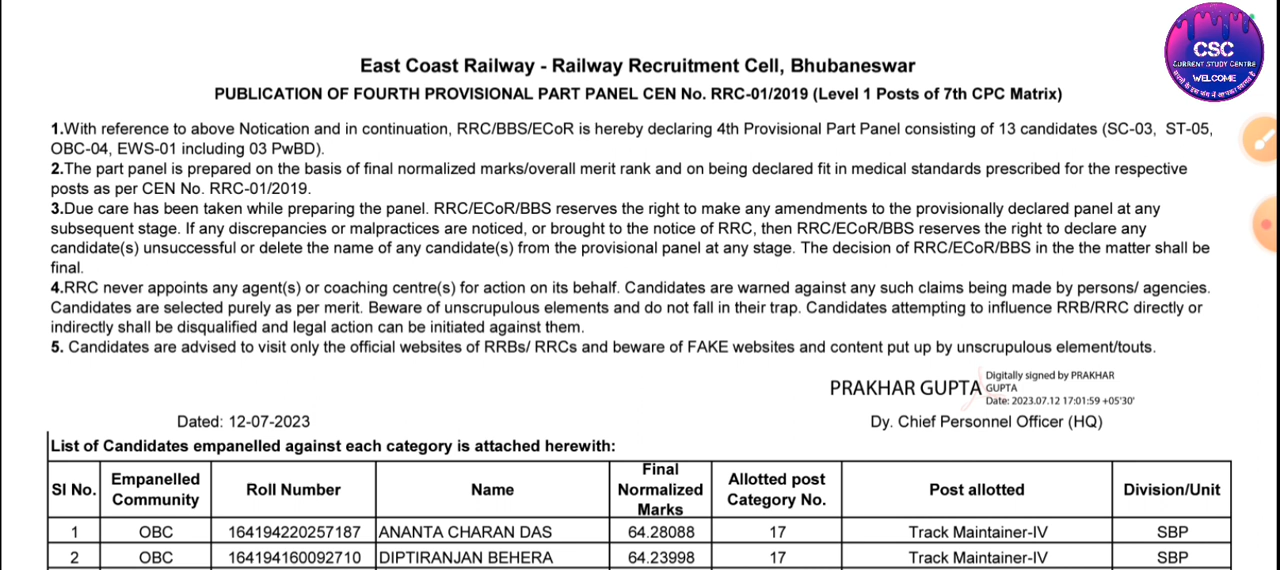 CSC
CURRENT STUDY CENTRE
WELCOME
East Coast Railway - Railway Recruitment Cell, Bhubaneswar
PUBLICATION OF FOURTH PROVISIONAL PART PANEL CEN No. RRC-01/2019 (Level 1 Posts of 7th CPC Matrix)
1.With reference to above Notication and in continuation, RRC/BBS/ECoR is hereby declaring 4th Provisional Part Panel consisting of 13 candidates (SC-03, ST-05,
OBC-04, EWS-01 including 03 PwBD).
2.The part panel is prepared on the basis of final normalized marks/overall merit rank and on being declared fit in medical standards prescribed for the respective
posts as per CEN No. RRC-01/2019.
3.Due care has been taken while preparing the panel. RRC/ECoR/BBS reserves the right to make any amendments to the provisionally declared panel at any
subsequent stage. If any discrepancies or malpractices are noticed, or brought to the notice of RRC, then RRC/ECoR/BBS reserves the right to declare any
candidate(s) unsuccessful or delete the name of any candidate(s) from the provisional panel at any stage. The decision of RRC/ECoR/BBS in the the matter shall be
final.
4.RRC never appoints any agent(s) or coaching centre(s) for action on its behalf. Candidates are warned against any such claims being made by persons/ agencies.
Candidates are selected purely as per merit. Beware of unscrupulous elements and do not fall in their trap. Candidates attempting to influence RRB/RRC directly or
indirectly shall be disqualified and legal action can be initiated against them.
5. Candidates are advised to visit only the official websites of RRBs/ RRCs and beware of FAKE websites and content put up by unscrupulous element/touts.
PRAKHAR GUPTA
Digitally signed by PRAKHAR
GUPTA
Date: 2023.07.12 17:01:59 +05'30'
Dated: 12-07-2023 Dy. Chief Personnel Officer (HQ)
List of Candidates empanelled against each category is attached herewith:
Sl No. Empanelled Community Roll Number Name Final Normalized Marks Allotted post Category No. Post allotted Division/Unit
1 OBC 164194220257187 ANANTA CHARAN DAS 64.28088 17 Track Maintainer-IV SBP
2 OBC 164194160092710 DIPTIRANJAN BEHERA 64.23998 17 Track Maintainer-IV SBP